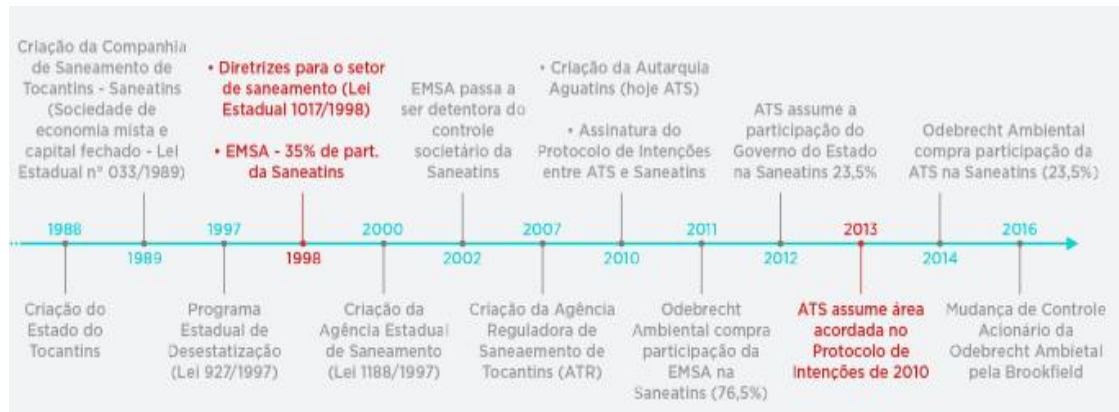 Criação da Companhia
de Saneamento de
Tocantins - Saneatins
(Sociedade de
economia mista e
capital fechado - Lei
Estadual n° 033/1989)
• Diretrizes para o setor
de saneamento (Lei
Estadual 1017/1998)
• EMSA - 35% de part.
da Saneatins
EMSA passa a
ser detentora do
controle
societário da
Saneatins
• Criação da Autarquia
Aguatins (hoje ATS)
• Assinatura do
Protocolo de Intenções
entre ATS e Saneatins
ATS assume a
participação do
Governo do Estado
na Saneatins 23,5%
Odebrecht Ambiental
compra participação da
ATS na Saneatins (23,5%)
1988 1997 2000 2007 2011 2013 2016
1989 1998 2002 2010 2012 2014
Criação do
Estado do
Tocantins
Programa
Estadual de
Desestatização
(Lei 927/1997)
Criação da
Agência Estadual
de Saneamento
(Lei 1188/1997)
Criação da Agência
Reguladora de
Saneaemento de
Tocantins (ATR)
Odebrecht
Ambiental compra
participação da
EMSA na
Saneatins (76,5%)
ATS assume área
acordada no
Protocolo de
Intenções de 2010
Mudança de Controle
Acionário da
Odebrecht Ambietal
pela Brookfield